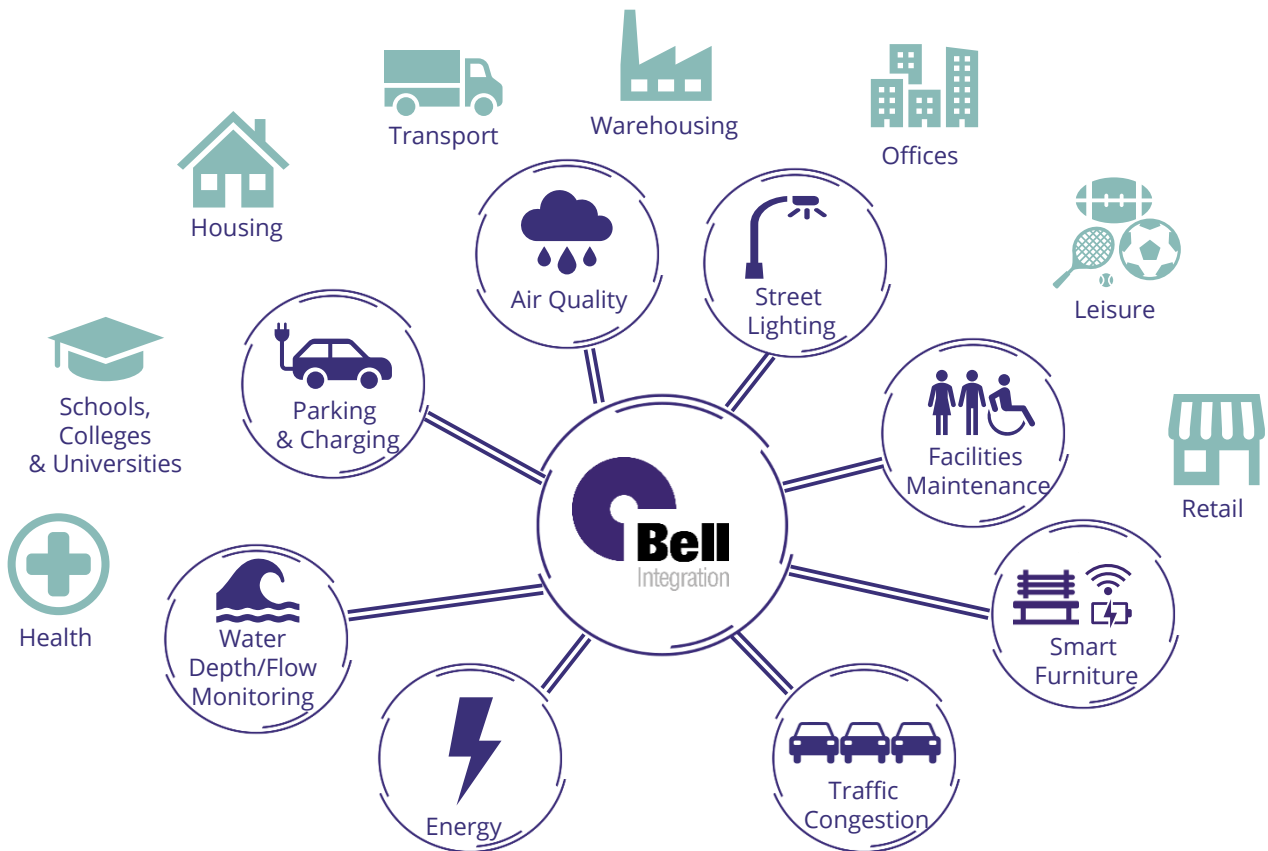 Warehousing
Transport
Offices
Housing
Air Quality
Street
Lighting
Leisure
Parking
& Charging
Schools,
Colleges
& Universities
Facilities
Maintenance
Retail
Bell
Integration
Health
Water
Depth/Flow
Monitoring
Smart
Furniture
Energy
Traffic
Congestion